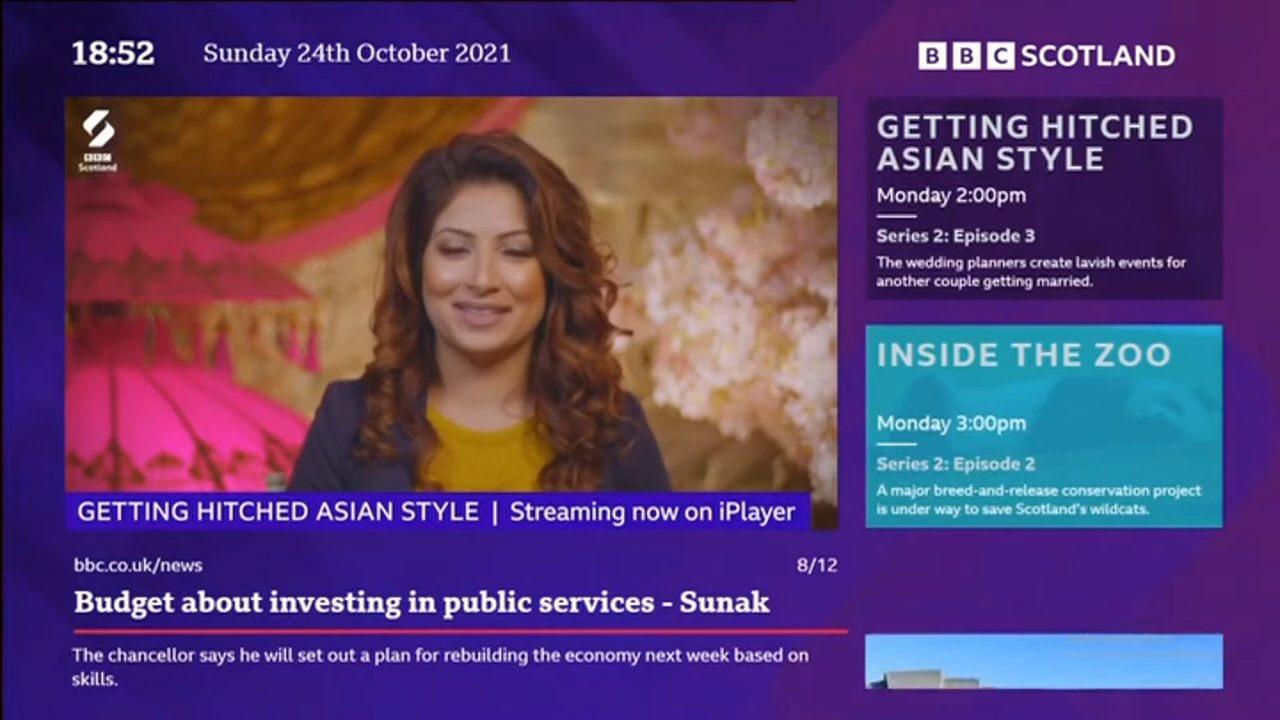 18:52
Sunday 24th October 2021
BBC SCOTLAND
BBC
Scotland
GETTING HITCHED ASIAN STYLE | Streaming now on iPlayer
bbc.co.uk/news
8/12
Budget about investing in public services - Sunak
The chancellor says he will set out a plan for rebuilding the economy next week based on
skills.
GETTING HITCHED
ASIAN STYLE
Monday 2:00pm
Series 2: Episode 3
The wedding planners create lavish events for
another couple getting married.
INSIDE THE ZOO
Monday 3:00pm
Series 2: Episode 2
A major breed-and-release conservation project
is under way to save Scotland's wildcats.